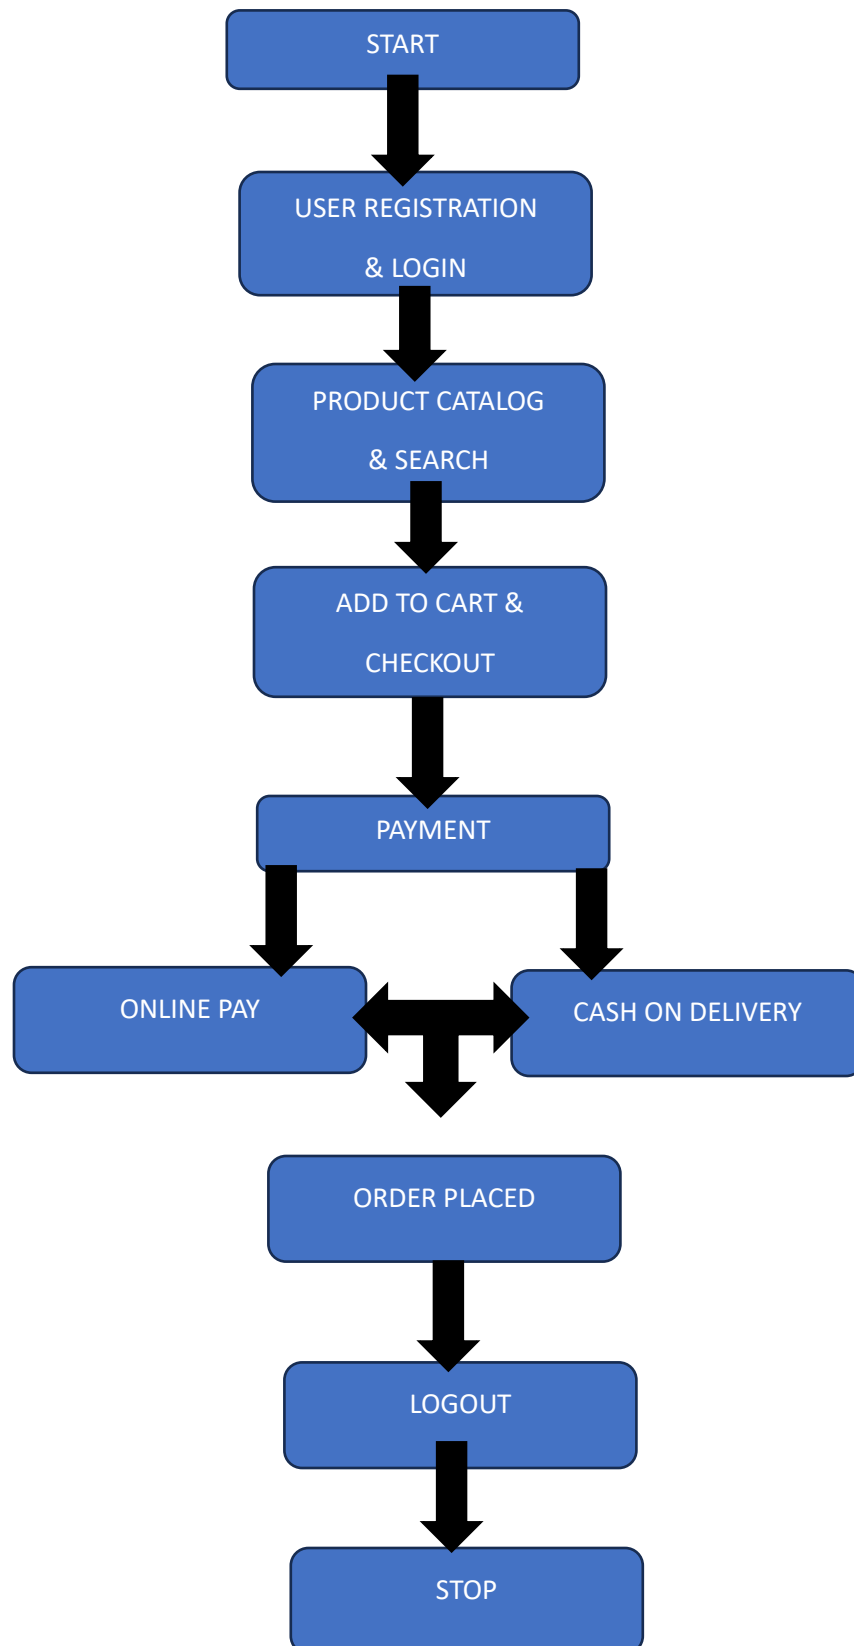 START
USER REGISTRATION
& LOGIN
PRODUCT CATALOG
& SEARCH
ADD TO CART &
CHECKOUT
PAYMENT
ONLINE PAY
CASH ON DELIVERY
ORDER PLACED
LOGOUT
STOP